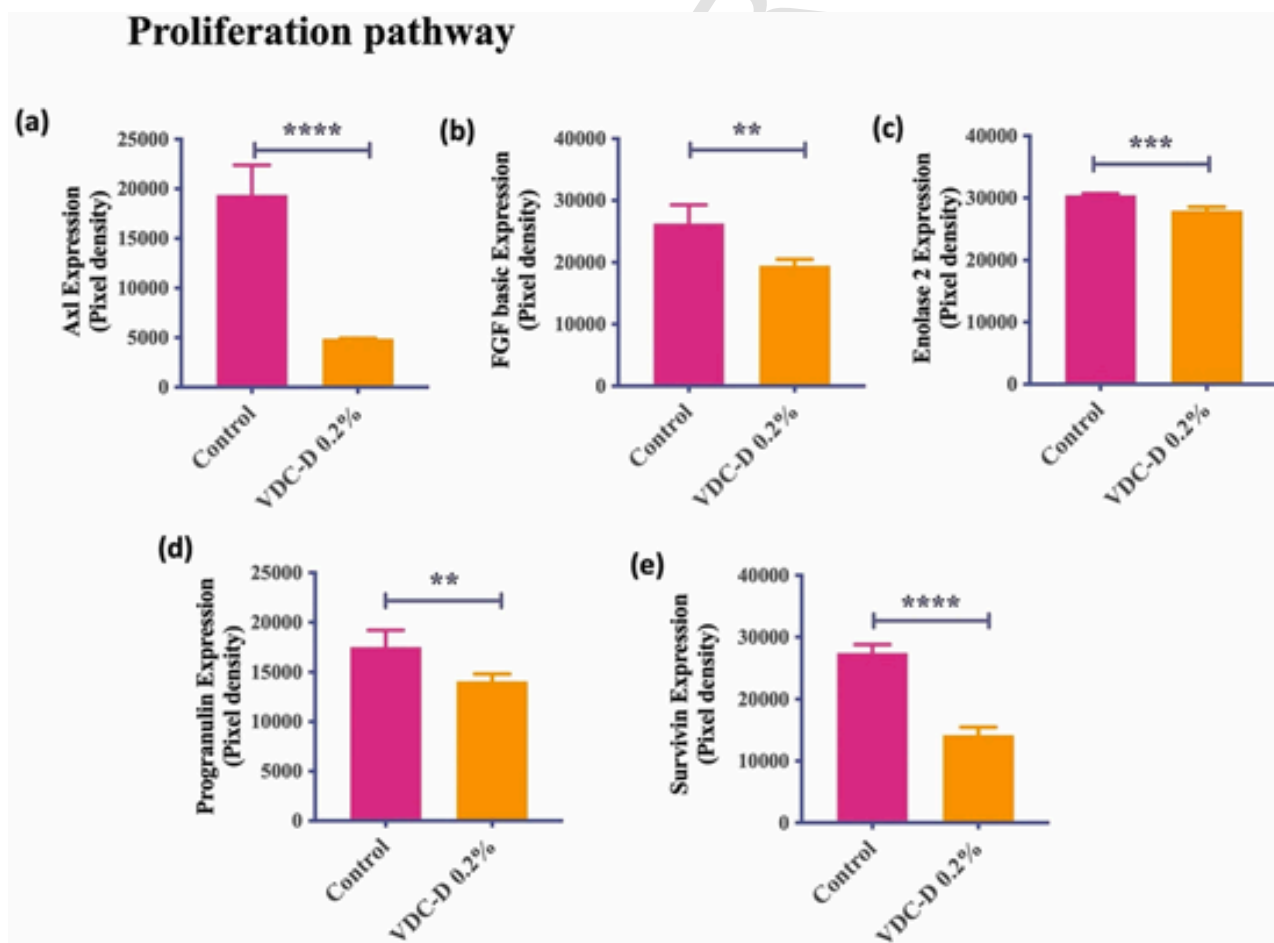 Proliferation pathway
(a)
Axl Expression
(Pixel density)
25000
20000
15000
10000
5000
0
****
Control
VDC-D 0.2%
(b)
FGF basic Expression
(Pixel density)
40000
30000
20000
10000
0
**
Control
VDC-D 0.2%
(c)
Enolase 2 Expression
(Pixel density)
40000
30000
20000
10000
0
***
Control
VDC-D 0.2%
(d)
Progranulin Expression
(Pixel density)
25000
20000
15000
10000
5000
0
**
Control
VDC-D 0.2%
(e)
Survivin Expression
(Pixel density)
40000
30000
20000
10000
0
****
Control
VDC-D 0.2%